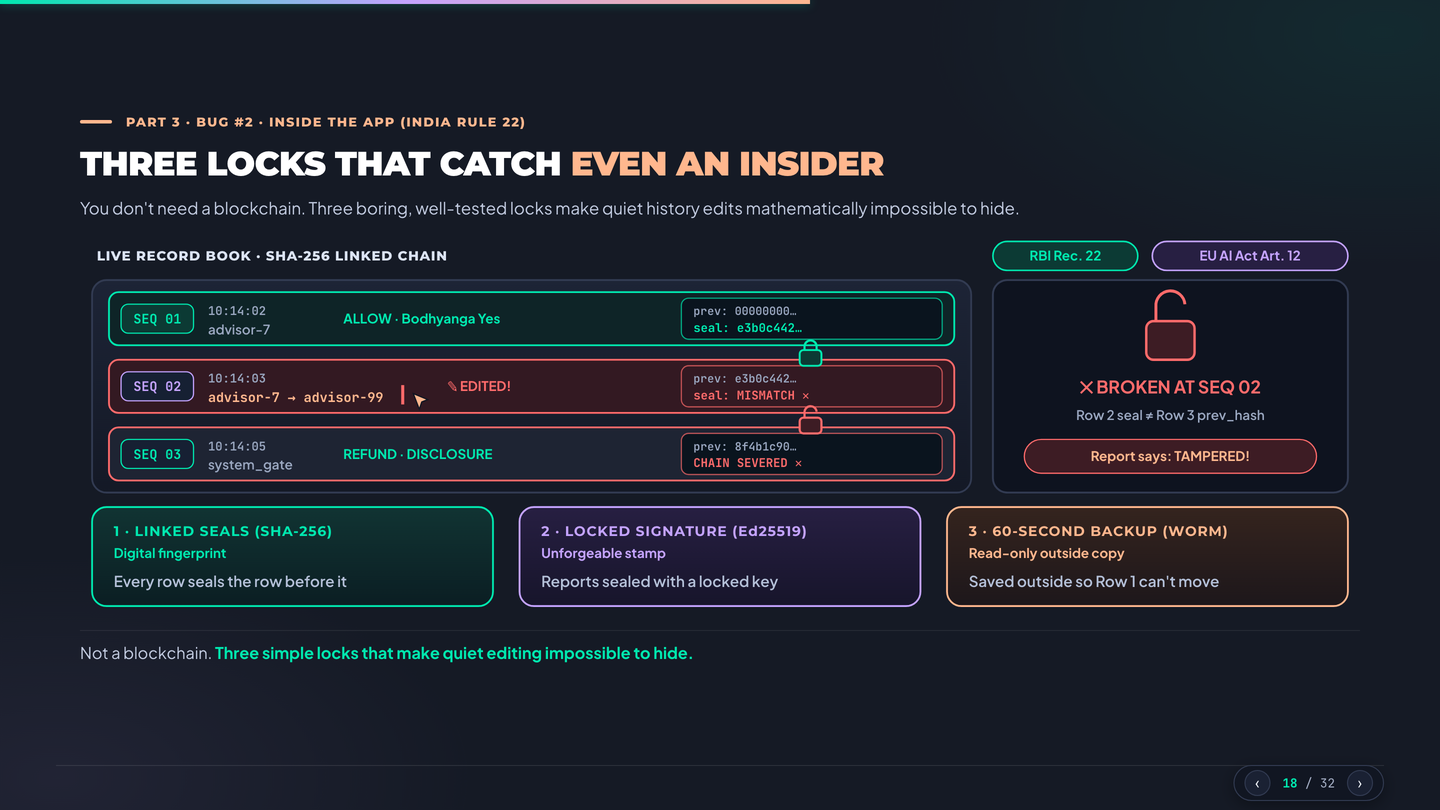 PART 3 · BUG #2 · INSIDE THE APP (INDIA RULE 22)
THREE LOCKS THAT CATCH EVEN AN INSIDER
You don't need a blockchain. Three boring, well-tested locks make quiet history edits mathematically impossible to hide.
LIVE RECORD BOOK · SHA-256 LINKED CHAIN
RBI Rec. 22
EU AI Act Art. 12
SEQ 01
10:14:02
advisor-7
ALLOW · Bodhyanga Yes
prev: 00000000…
seal: e3b0c442…
SEQ 02
10:14:03
advisor-7 → advisor-99
✎ EDITED!
prev: e3b0c442…
seal: MISMATCH ×
SEQ 03
10:14:05
system_gate
REFUND · DISCLOSURE
prev: 8f4b1c90…
CHAIN SEVERED ×
✕ BROKEN AT SEQ 02
Row 2 seal ≠ Row 3 prev_hash
Report says: TAMPERED!
1 · LINKED SEALS (SHA-256)
Digital fingerprint
Every row seals the row before it
2 · LOCKED SIGNATURE (Ed25519)
Unforgeable stamp
Reports sealed with a locked key
3 · 60-SECOND BACKUP (WORM)
Read-only outside copy
Saved outside so Row 1 can't move
Not a blockchain. Three simple locks that make quiet editing impossible to hide.
‹ 18 / 32 ›